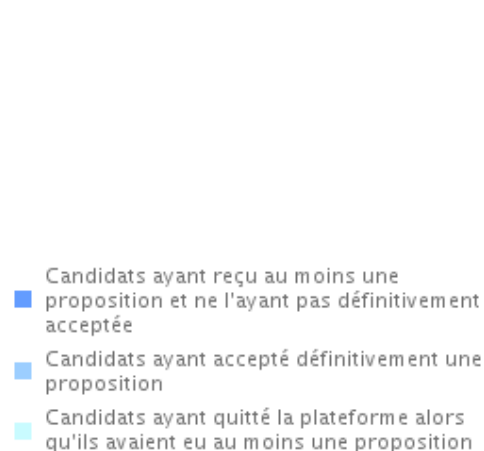 Candidats ayant reçu au moins une
proposition et ne l'ayant pas définitivement
acceptée
Candidats ayant accepté définitivement une
proposition
Candidats ayant quitté la plateforme alors
qu'ils avaient eu au moins une proposition